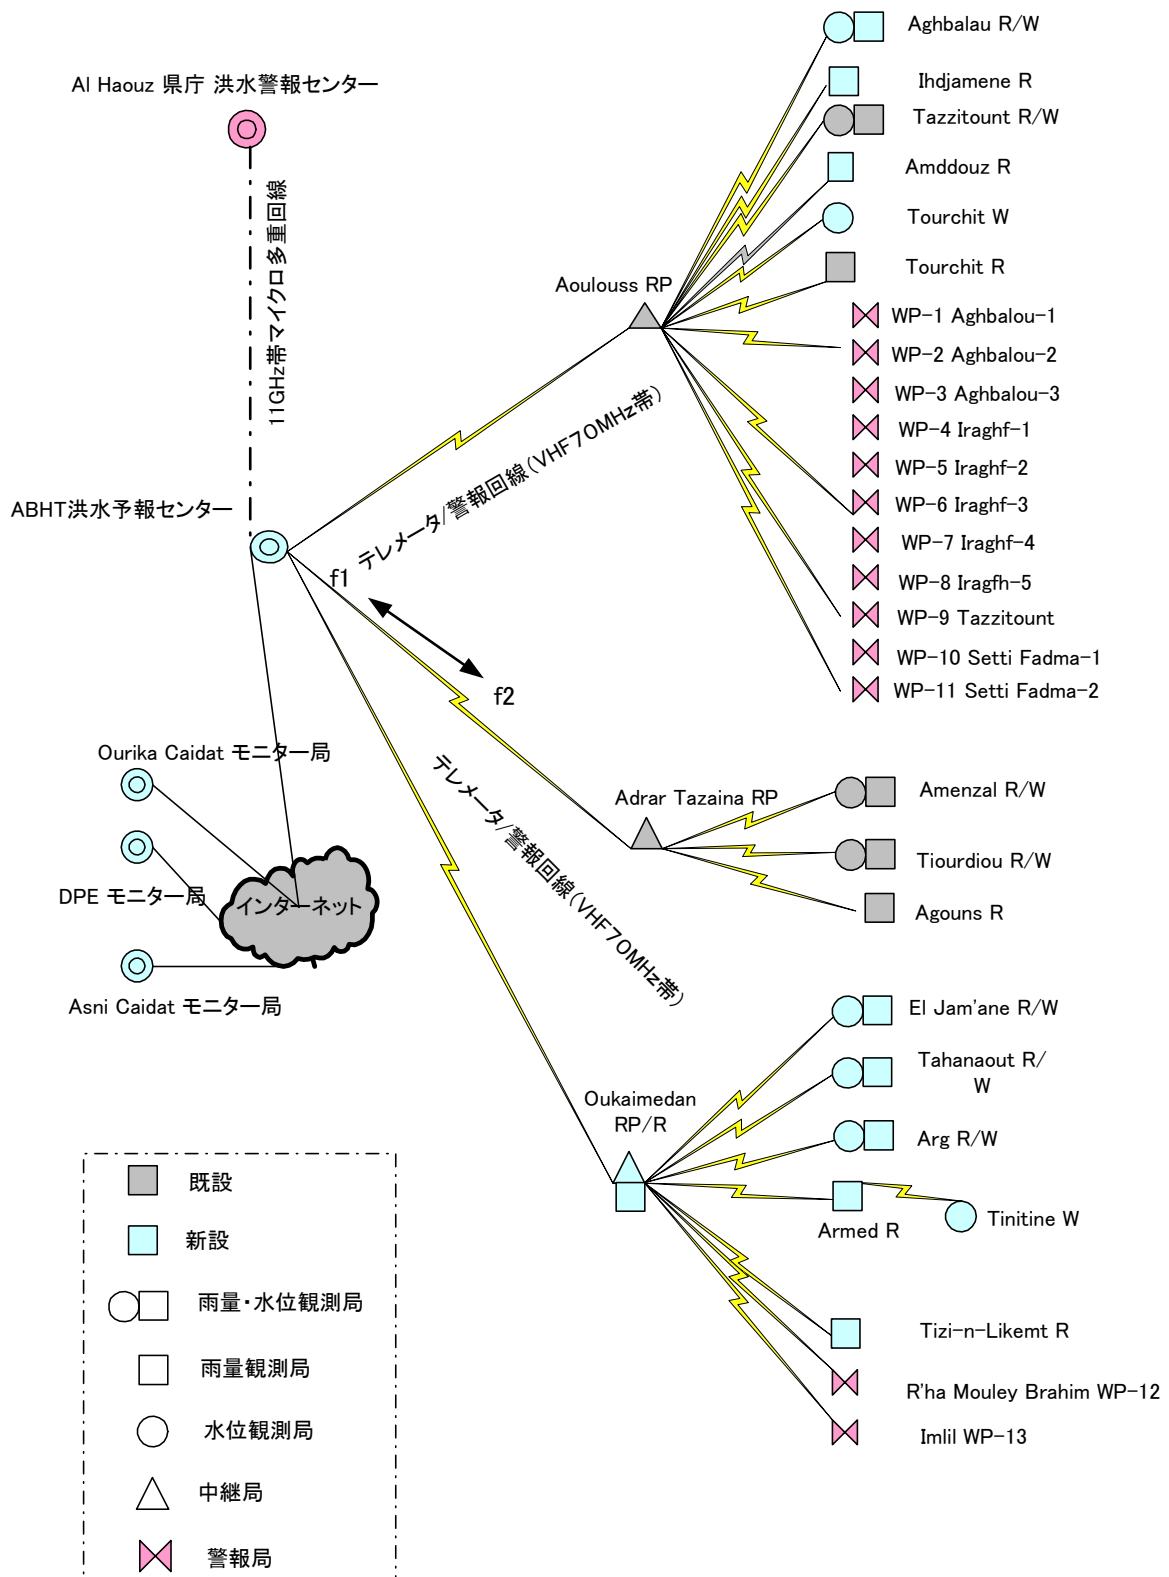 Aghbalau R/W
Al Haouz 県庁 洪水警報センター
Ihdjamene R
Tazzitount R/W
Amddouz R
11GHz帯マイクロ多重回線
Tourchit W
Tourchit R
Aoulouss RP
WP-1 Aghbalou-1
WP-2 Aghbalou-2
WP-3 Aghbalou-3
WP-4 Iraghf-1
WP-5 Iraghf-2
WP-6 Iraghf-3
WP-7 Iraghf-4
WP-8 Iragfh-5
WP-9 Tazzitount
WP-10 Setti Fadma-1
WP-11 Setti Fadma-2
テレメータ/警報回線(VHF70MHz帯)
ABHT洪水予報センター
f1
f2
Ourika Caidat モニター局
DPE モニター局
インターネット
Asni Caidat モニター局
テレメータ/警報回線(VHF70MHz帯)
Adrar Tazaina RP
Amenzal R/W
Tiourdiou R/W
Agouns R
El Jam'ane R/W
Tahanaout R/
W
Oukaimedan
RP/R
Arg R/W
Armed R
Tinitine W
Tizi-n-Likemt R
R'ha Mouley Brahim WP-12
Imlil WP-13
既設
新設
雨量・水位観測局
雨量観測局
水位観測局
中継局
警報局